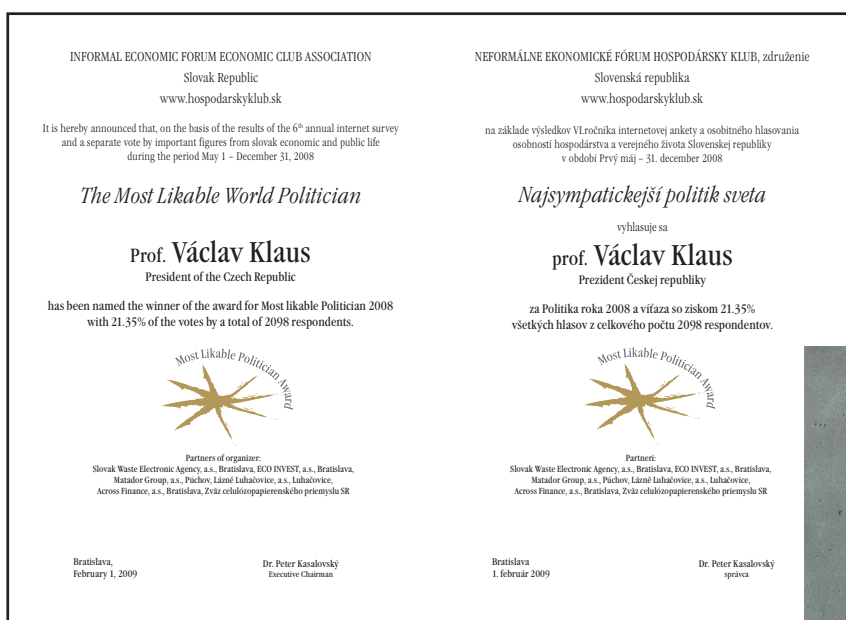 INFORMAL ECONOMIC FORUM ECONOMIC CLUB ASSOCIATION
Slovak Republic
www.hospodarskyklub.sk
It is hereby announced that, on the basis of the results of the 6th annual internet survey
and a separate vote by important figures from slovak economic and public life
during the period May 1 – December 31, 2008
The Most Likable World Politician
Prof. Václav Klaus
President of the Czech Republic
has been named the winner of the award for Most likable Politician 2008
with 21.35% of the votes by a total of 2098 respondents.
Most Likable Politician Award
Partners of organizer:
Slovak Waste Electronic Agency, a.s., Bratislava, ECO INVEST, a.s., Bratislava,
Matador Group, a.s., Púchov, Lázně Luhačovice, a.s., Luhačovice,
Across Finance, a.s., Bratislava, Zväz celulózopapierenského priemyslu SR
Bratislava,
February 1, 2009
Dr. Peter Kasalovský
Executive Chairman
NEFORMÁLNE EKONOMICKÉ FÓRUM HOSPODÁRSKY KLUB, združenie
Slovenská republika
www.hospodarskyklub.sk
na základe výsledkov VI.ročníka internetovej ankety a osobitného hlasovania
osobností hospodárstva a verejného života Slovenskej republiky
v období Prvý máj – 31. december 2008
Najsympatickejší politik sveta
vyhlasuje sa
prof. Václav Klaus
Prezident Českej republiky
za Politika roka 2008 a víťaza so ziskom 21.35%
všetkých hlasov z celkového počtu 2098 respondentov.
Most Likable Politician Award
Partneri:
Slovak Waste Electronic Agency, a.s., Bratislava, ECO INVEST, a.s., Bratislava,
Matador Group, a.s., Púchov, Lázně Luhačovice, a.s., Luhačovice,
Across Finance, a.s., Bratislava, Zväz celulózopapierenského priemyslu SR
Bratislava
1. február 2009
Dr. Peter Kasalovský
správca